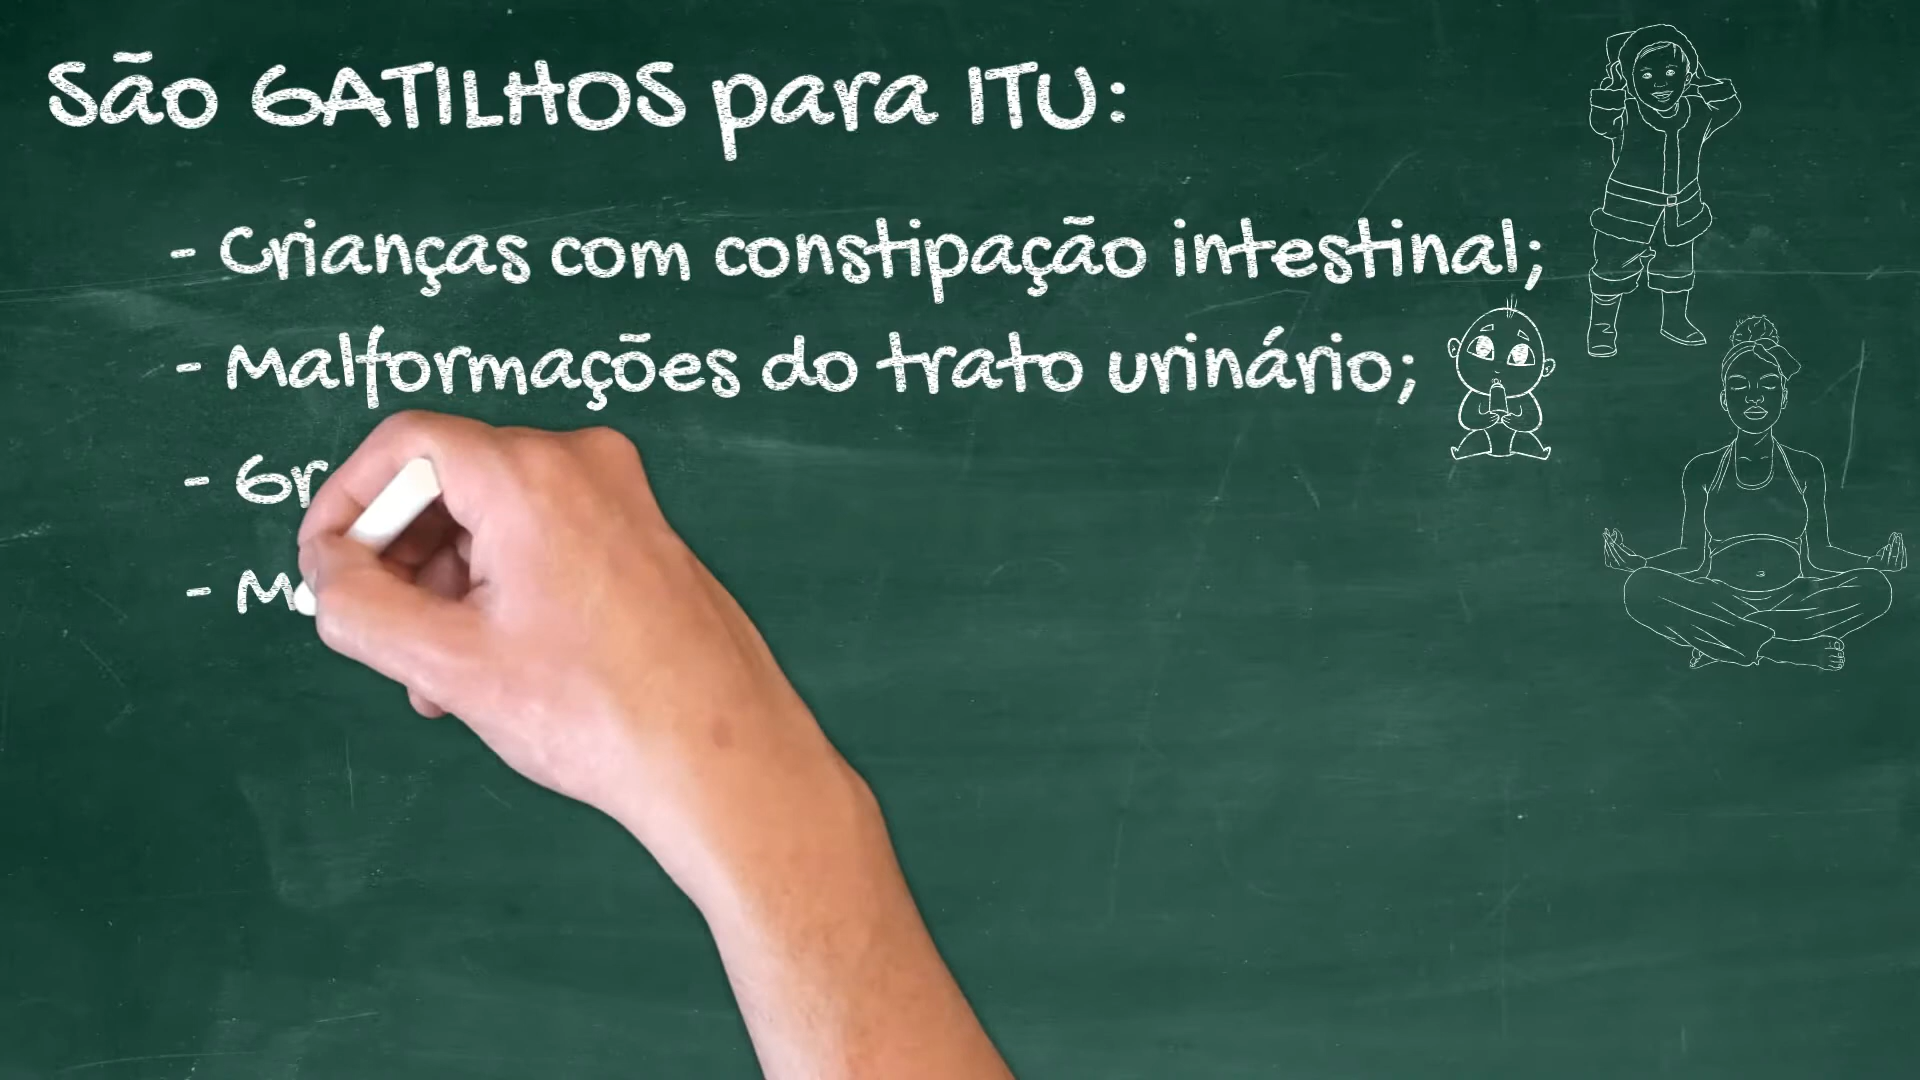 São GATILHOS para ITU:
- Crianças com constipação intestinal;
- Malformações do trato urinário;
- Gr
- M